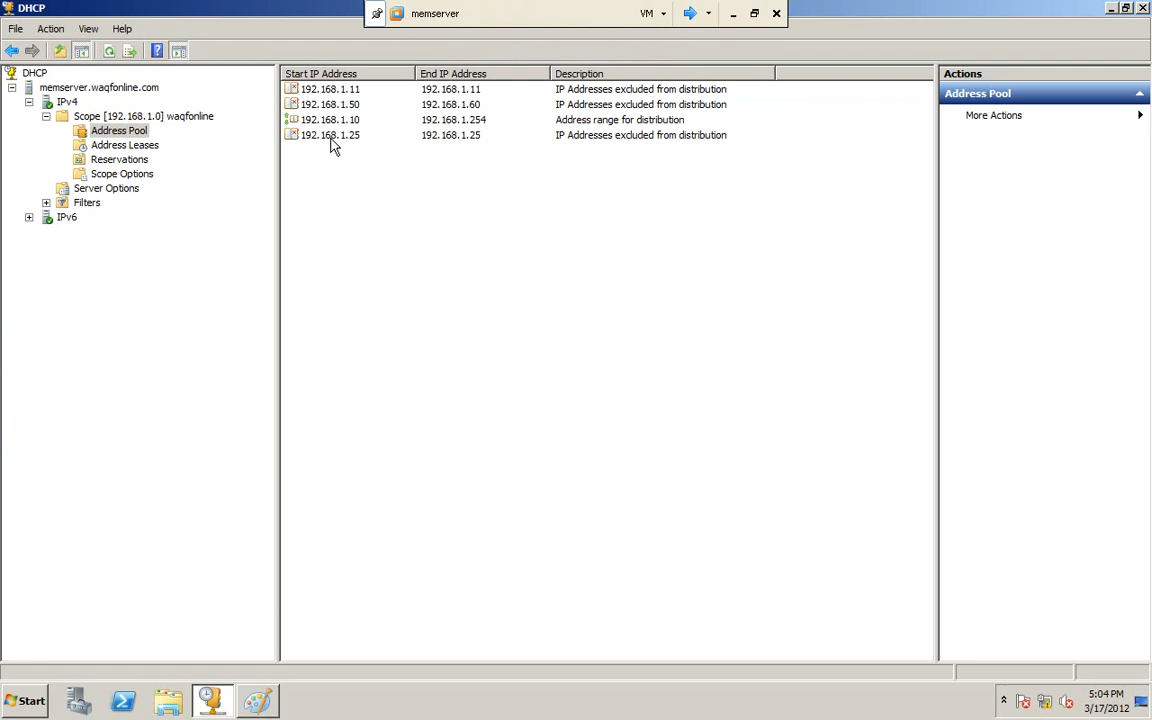 DHCP
memserver
VM
File Action View Help
DHCP
memserver.waqfonline.com
IPv4
Scope [192.168.1.0] waqfonline
Address Pool
Address Leases
Reservations
Scope Options
Server Options
Filters
IPv6
Start IP Address End IP Address Description
192.168.1.11 192.168.1.11 IP Addresses excluded from distribution
192.168.1.50 192.168.1.60 IP Addresses excluded from distribution
192.168.1.10 192.168.1.254 Address range for distribution
192.168.1.25 192.168.1.25 IP Addresses excluded from distribution
Actions
Address Pool
More Actions
Start
5:04 PM
3/17/2012